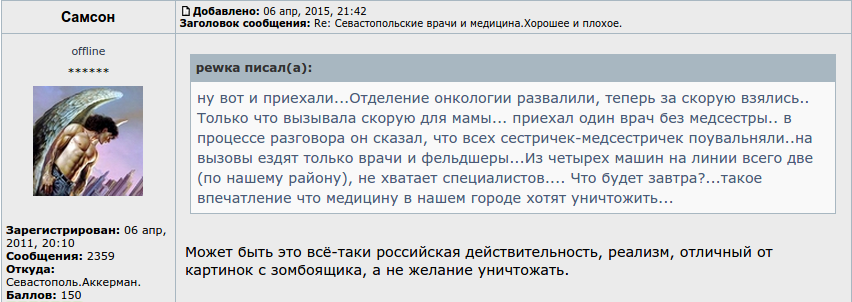 Самсон
Добавлено: 06 апр, 2015, 21:42
Заголовок сообщения: Re: Севастопольские врачи и медицина.Хорошее и плохое.
offline
******
Зарегистрирован: 06 апр,
2011, 20:10
Сообщения: 2359
Откуда:
Севастополь.Аккерман.
Баллов: 150
рewка писал(а):
ну вот и приехали...Отделение онкологии развалили, теперь за скорую взялись..
Только что вызывала скорую для мамы... приехал один врач без медсестры.. в
процессе разговора он сказал, что всех сестричек-медсестричек поувальняли..на
вызовы ездят только врачи и фельдшеры...Из четырех машин на линии всего две
(по нашему району), не хватает специалистов.... Что будет завтра?...такое
впечатление что медицину в нашем городе хотят уничтожить...
Может быть это всё-таки российская действительность, реализм, отличный от
картинок с зомбоящика, а не желание уничтожать.